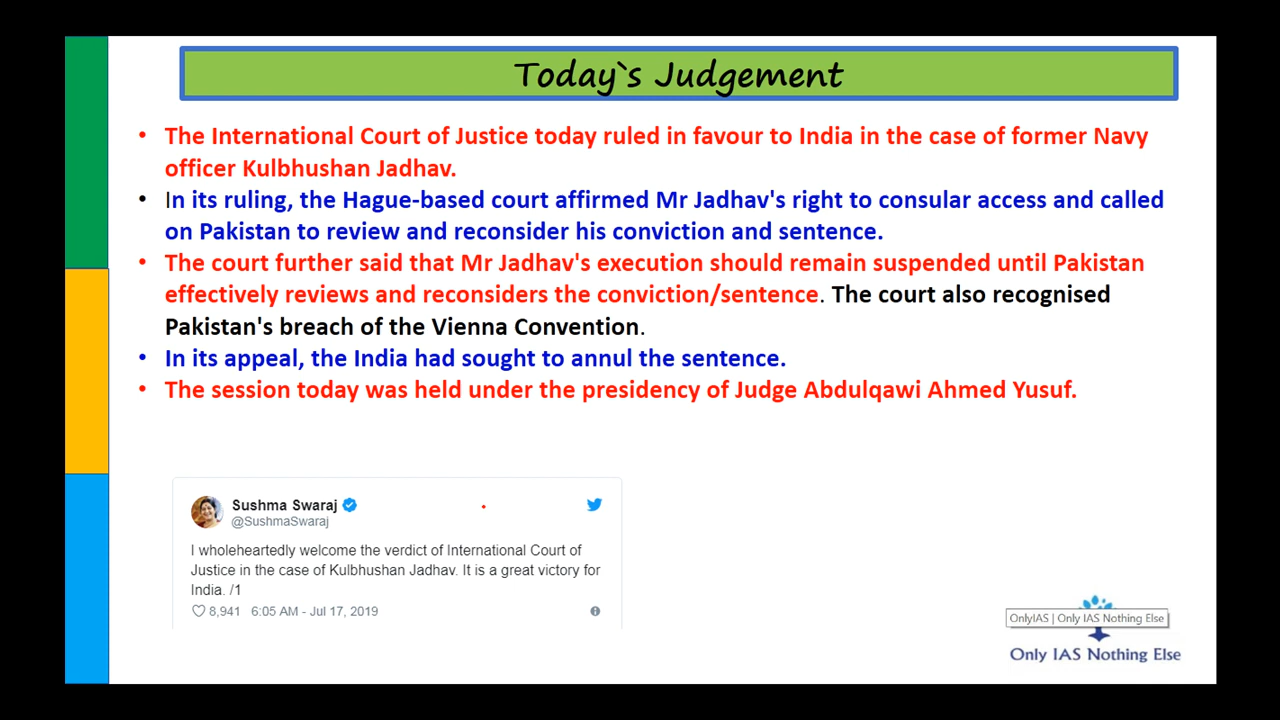 Today`s Judgement
• The International Court of Justice today ruled in favour to India in the case of former Navy
officer Kulbhushan Jadhav.
• In its ruling, the Hague-based court affirmed Mr Jadhav's right to consular access and called
on Pakistan to review and reconsider his conviction and sentence.
• The court further said that Mr Jadhav's execution should remain suspended until Pakistan
effectively reviews and reconsiders the conviction/sentence. The court also recognised
Pakistan's breach of the Vienna Convention.
• In its appeal, the India had sought to annul the sentence.
• The session today was held under the presidency of Judge Abdulqawi Ahmed Yusuf.
Sushma Swaraj
@SushmaSwaraj
I wholeheartedly welcome the verdict of International Court of
Justice in the case of Kulbhushan Jadhav. It is a great victory for
India. /1
8,941 6:05 AM - Jul 17, 2019
OnlyIAS | Only IAS Nothing Else
Only IAS Nothing Else